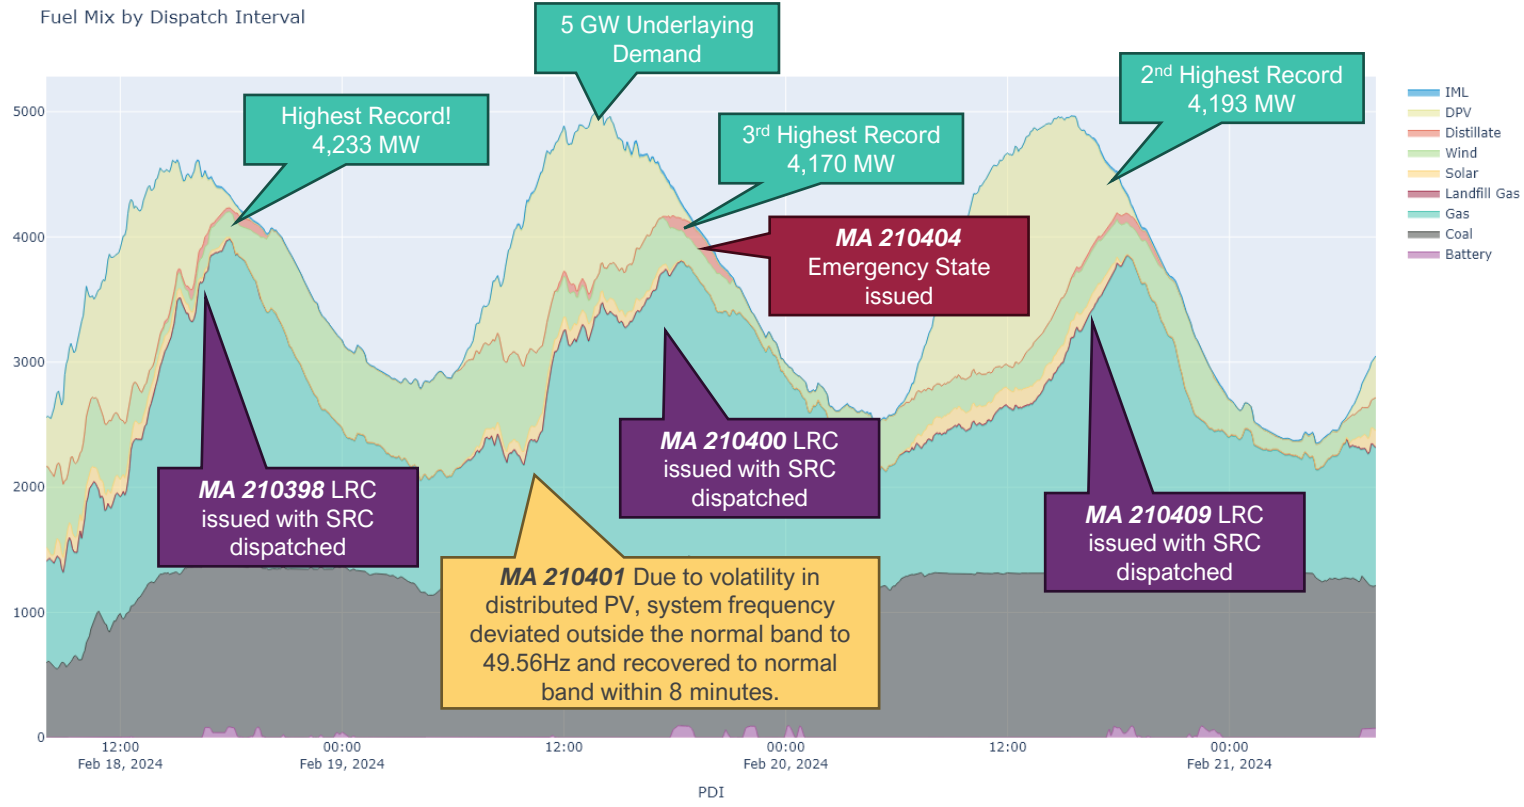 Fuel Mix by Dispatch Interval
5 GW Underlaying
Demand
2nd Highest Record
4,193 MW
Highest Record!
4,233 MW
3rd Highest Record
4,170 MW
MA 210404
Emergency State
issued
MA 210398 LRC
issued with SRC
dispatched
MA 210400 LRC
issued with SRC
dispatched
MA 210409 LRC
issued with SRC
dispatched
MA 210401 Due to volatility in
distributed PV, system frequency
deviated outside the normal band to
49.56Hz and recovered to normal
band within 8 minutes.
IML
DPV
Distillate
Wind
Solar
Landfill Gas
Gas
Coal
Battery
5000
4000
3000
2000
1000
0
12:00
Feb 18, 2024
00:00
Feb 19, 2024
12:00
00:00
Feb 20, 2024
12:00
00:00
Feb 21, 2024
PDI